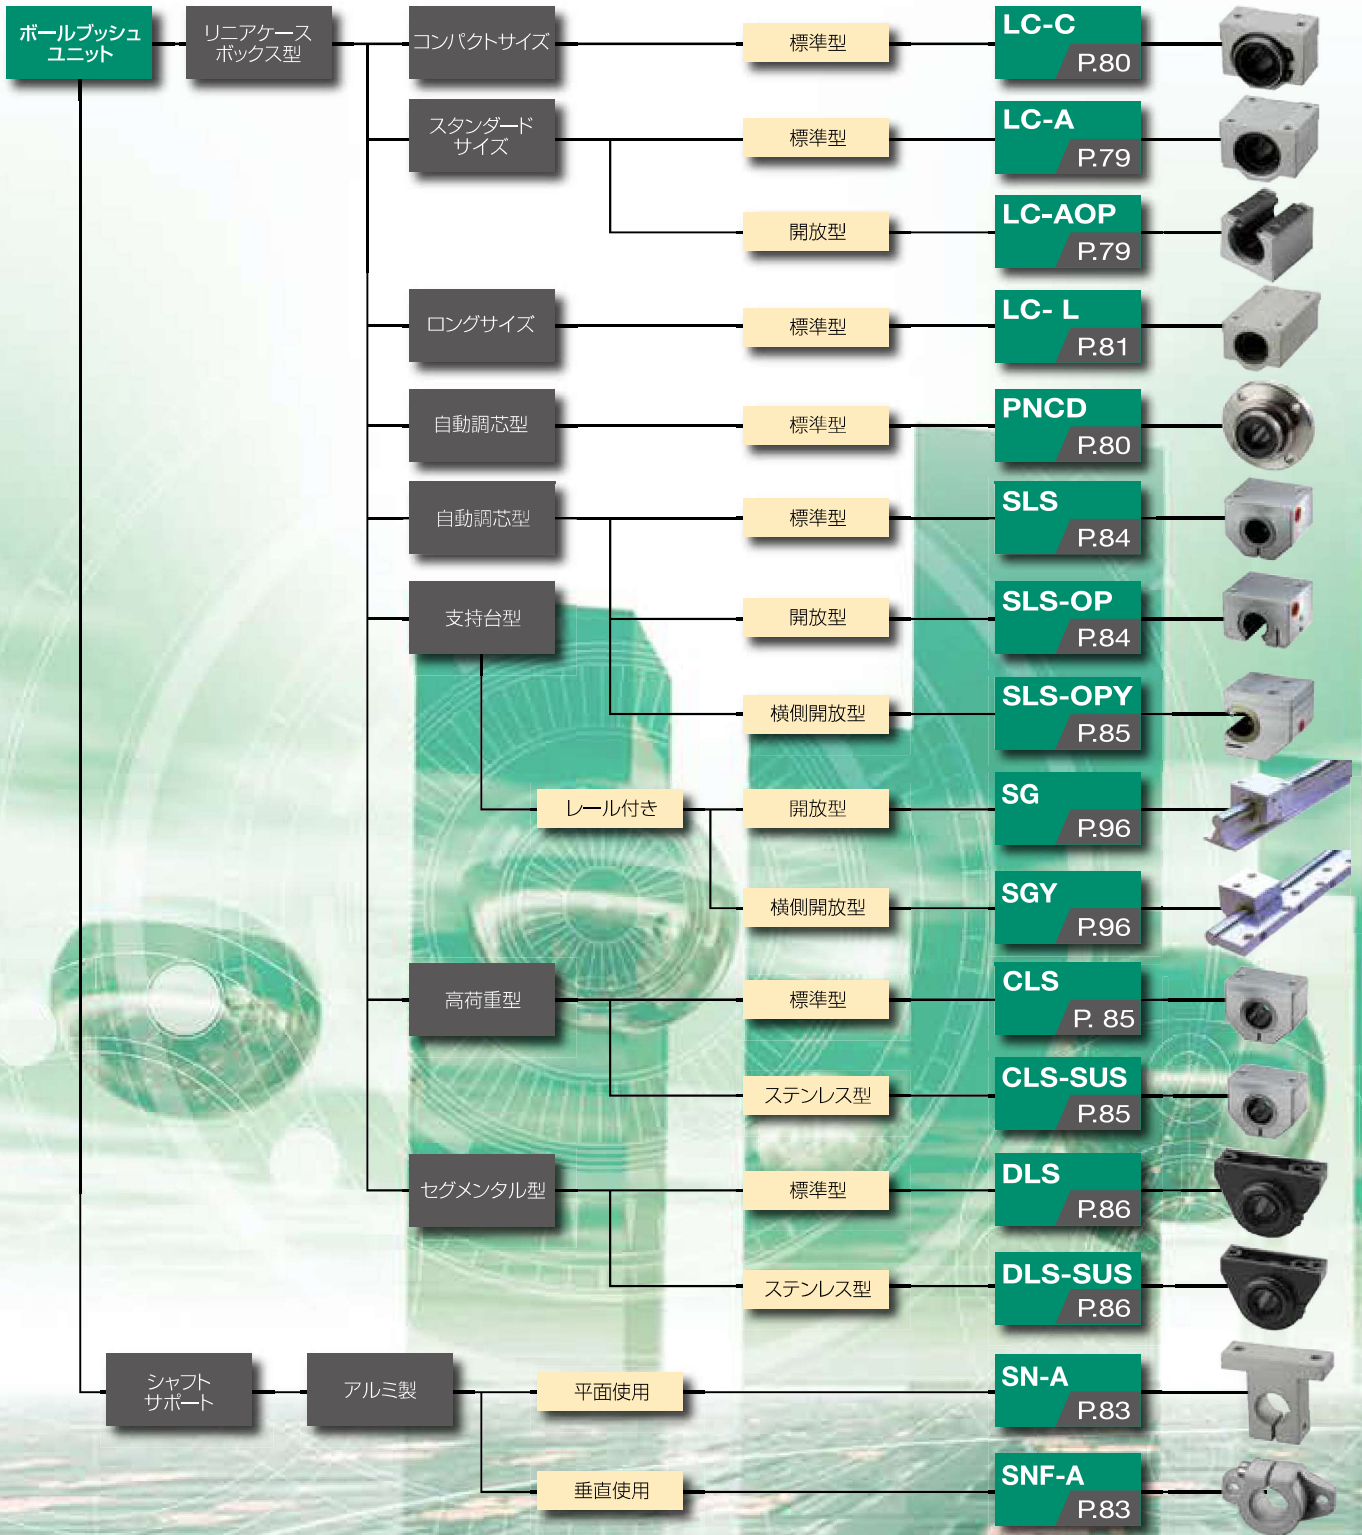 ボールブッシュ
ユニット
リニアケース
ボックス型
コンパクトサイズ
標準型
LC-C
P.80
スタンダード
サイズ
標準型
LC-A
P.79
開放型
LC-AOP
P.79
ロングサイズ
標準型
LC- L
P.81
自動調芯型
標準型
PNCD
P.80
自動調芯型
標準型
SLS
P.84
支持台型
開放型
SLS-OP
P.84
横側開放型
SLS-OPY
P.85
レール付き
開放型
SG
P.96
横側開放型
SGY
P.96
高荷重型
標準型
CLS
P. 85
ステンレス型
CLS-SUS
P.85
セグメンタル型
標準型
DLS
P.86
ステンレス型
DLS-SUS
P.86
シャフト
サポート
アルミ製
平面使用
SN-A
P.83
垂直使用
SNF-A
P.83